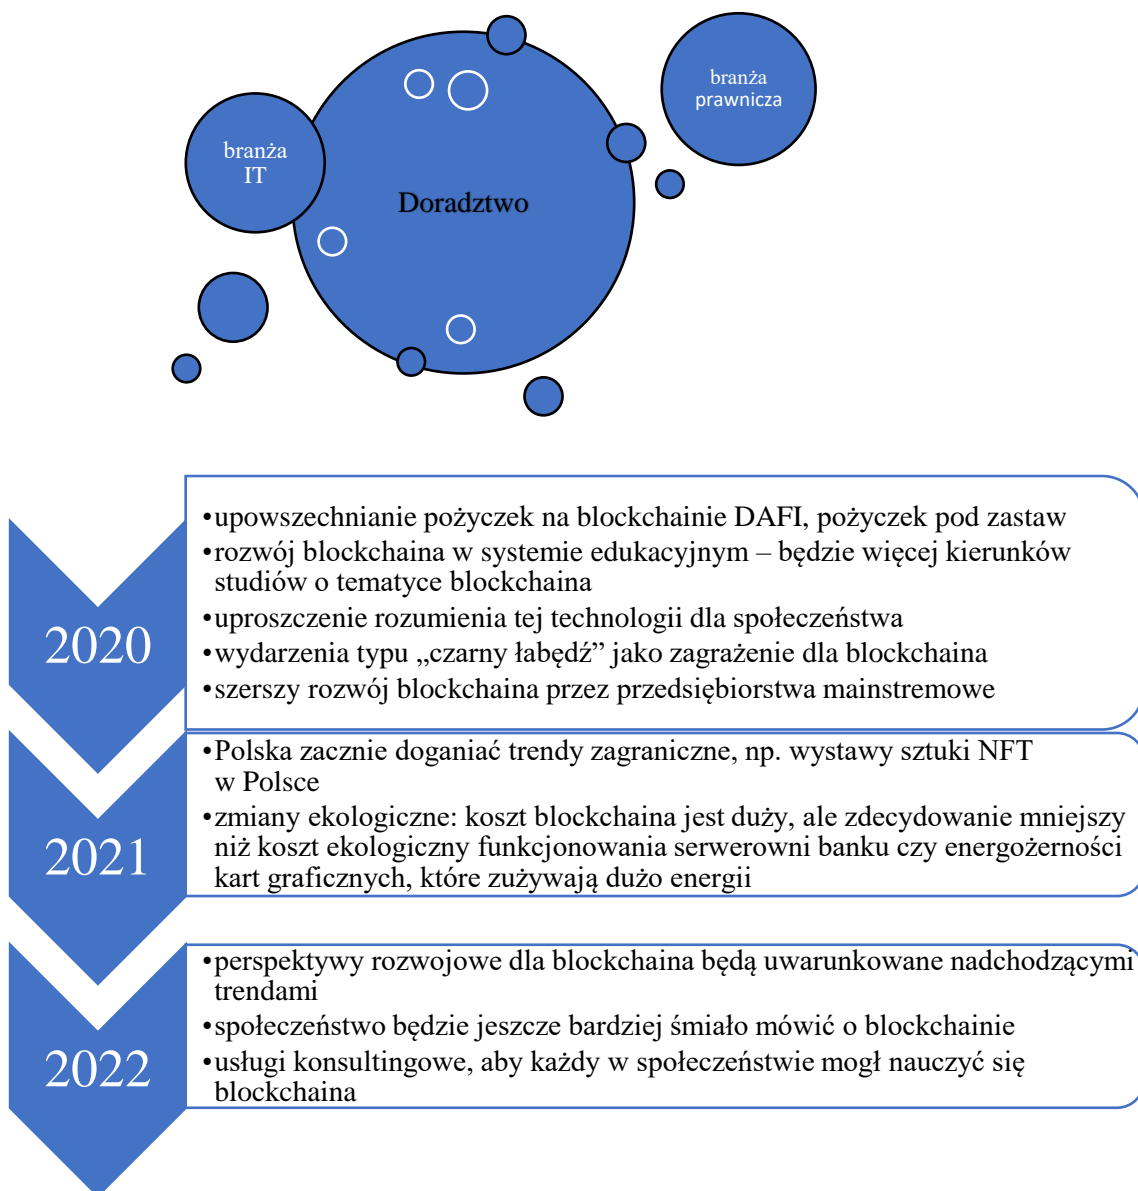 branża
prawnicza
branża
IT
Doradztwo
2020
•upowszechnianie pożyczek na blockchainie DAFI, pożyczek pod zastaw
•rozwój blockchaina w systemie edukacyjnym – będzie więcej kierunków
studiów o tematyce blockchaina
•uproszczenie rozumienia tej technologii dla społeczeństwa
•wydarzenia typu „czarny łabędź” jako zagrażenie dla blockchaina
•szerszy rozwój blockchaina przez przedsiębiorstwa mainstremowe
2021
•Polska zacznie doganiać trendy zagraniczne, np. wystawy sztuki NFT
w Polsce
•zmiany ekologiczne: koszt blockchaina jest duży, ale zdecydowanie mniejszy
niż koszt ekologiczny funkcjonowania serwerowni banku czy energożerności
kart graficznych, które zużywają dużo energii
2022
•perspektywy rozwojowe dla blockchaina będą uwarunkowane nadchodzącymi
trendami
•społeczeństwo będzie jeszcze bardziej śmiało mówić o blockchainie
•usługi konsultingowe, aby każdy w społeczeństwie mogł nauczyć się
blockchaina